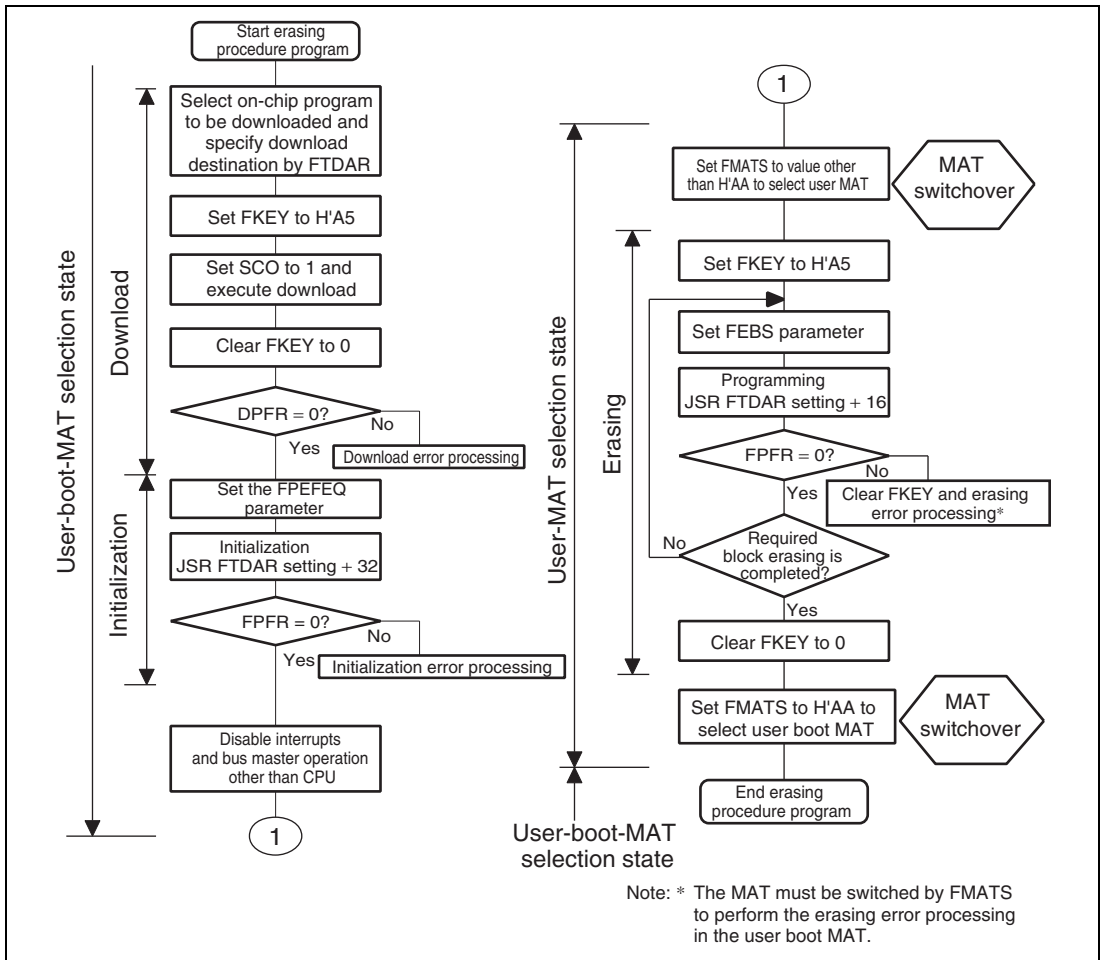 Start erasing
procedure program
Select on-chip program
to be downloaded and
specify download
destination by FTDAR
Set FKEY to H'A5
Set SCO to 1 and
execute download
Clear FKEY to 0
DPFR = 0?
No
Yes
Download error processing
Set the FPEFEQ
parameter
Initialization
JSR FTDAR setting + 32
FPFR = 0?
No
Yes
Initialization error processing
Disable interrupts
and bus master operation
other than CPU
1
User-boot-MAT selection state
Download
Initialization
1
Set FMATS to value other
than H'AA to select user MAT
MAT
switchover
Set FKEY to H'A5
Set FEBS parameter
Programming
JSR FTDAR setting + 16
FPFR = 0?
No
Yes
Clear FKEY and erasing
error processing*
Required
block erasing is
completed?
No
Yes
Clear FKEY to 0
Set FMATS to H'AA to
select user boot MAT
MAT
switchover
End erasing
procedure program
User-MAT selection state
Erasing
User-boot-MAT
selection state
Note: * The MAT must be switched by FMATS
to perform the erasing error processing
in the user boot MAT.